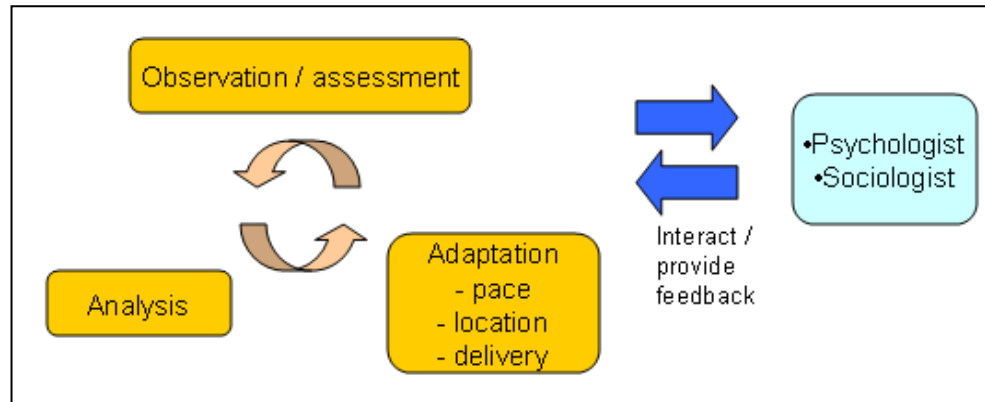 Observation / assessment
•Psychologist
•Sociologist
Interact /
provide
feedback
Adaptation
- pace
- location
- delivery
Analysis